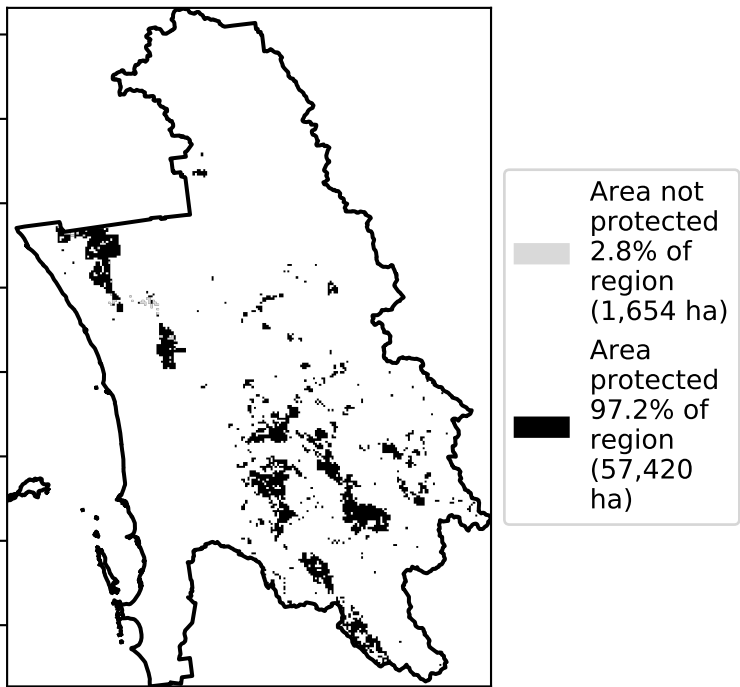 Area not
protected
2.8% of
region
(1,654 ha)
Area
protected
97.2% of
region
(57,420
ha)